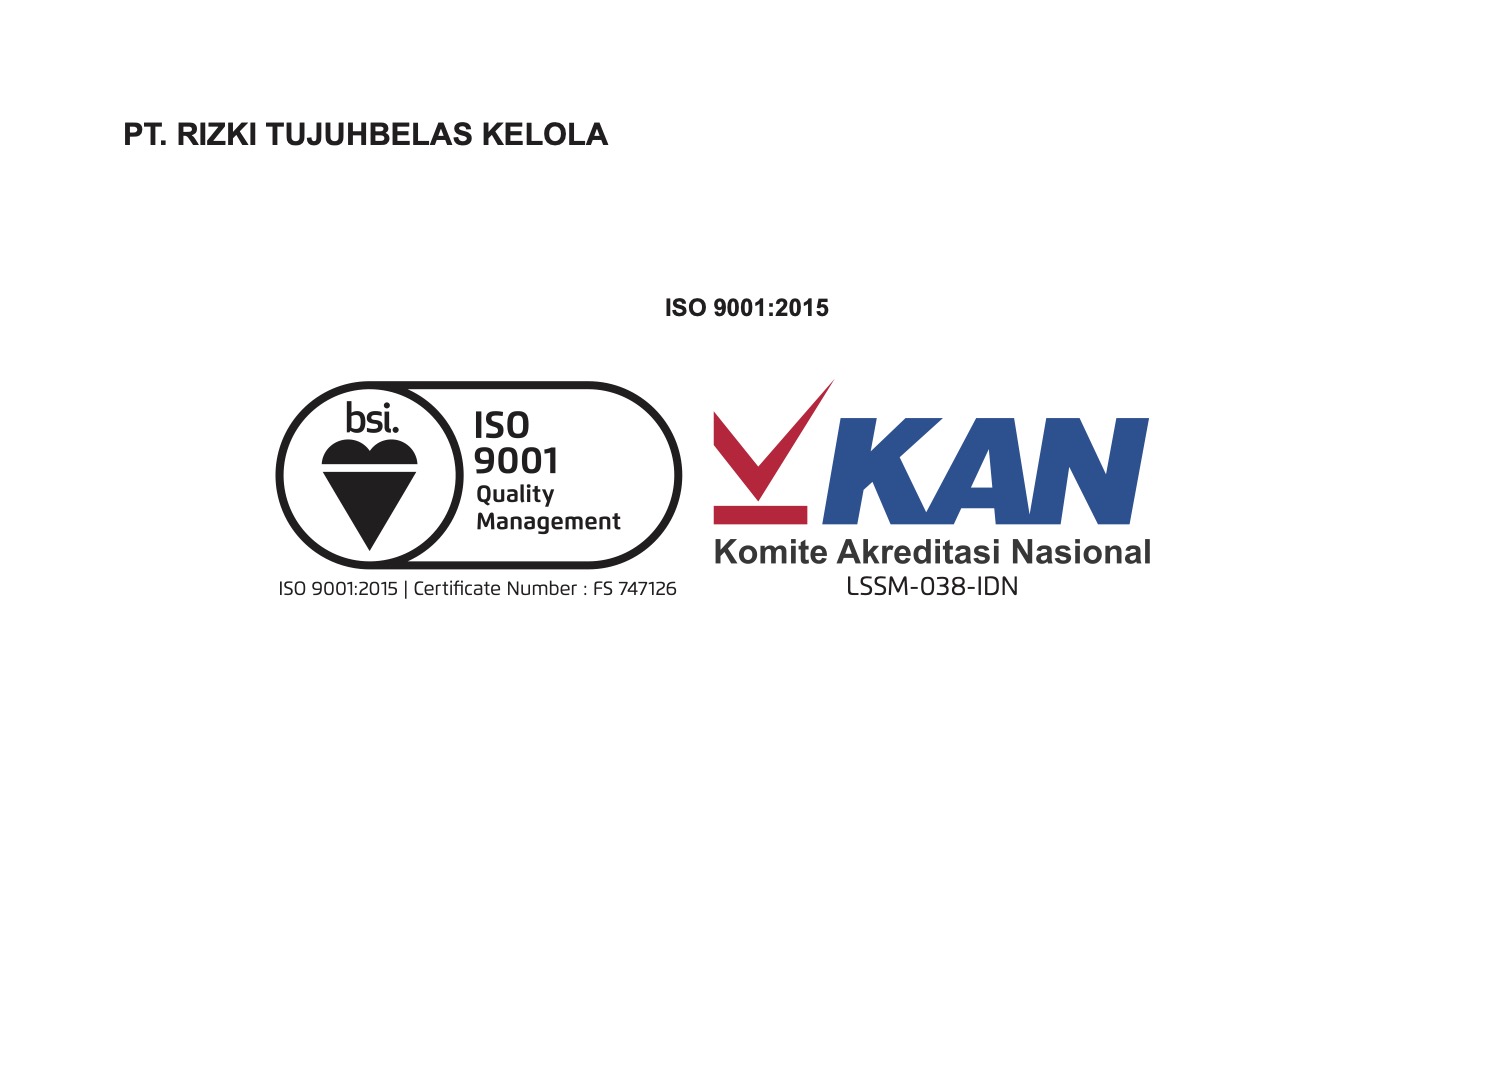 PT. RIZKI TUJUHBELAS KELOLA
ISO 9001:2015
bsi.
ISO
9001
Quality
Management
ISO 9001:2015 | Certificate Number : FS 747126
KAN
Komite Akreditasi Nasional
LSSM-038-IDN